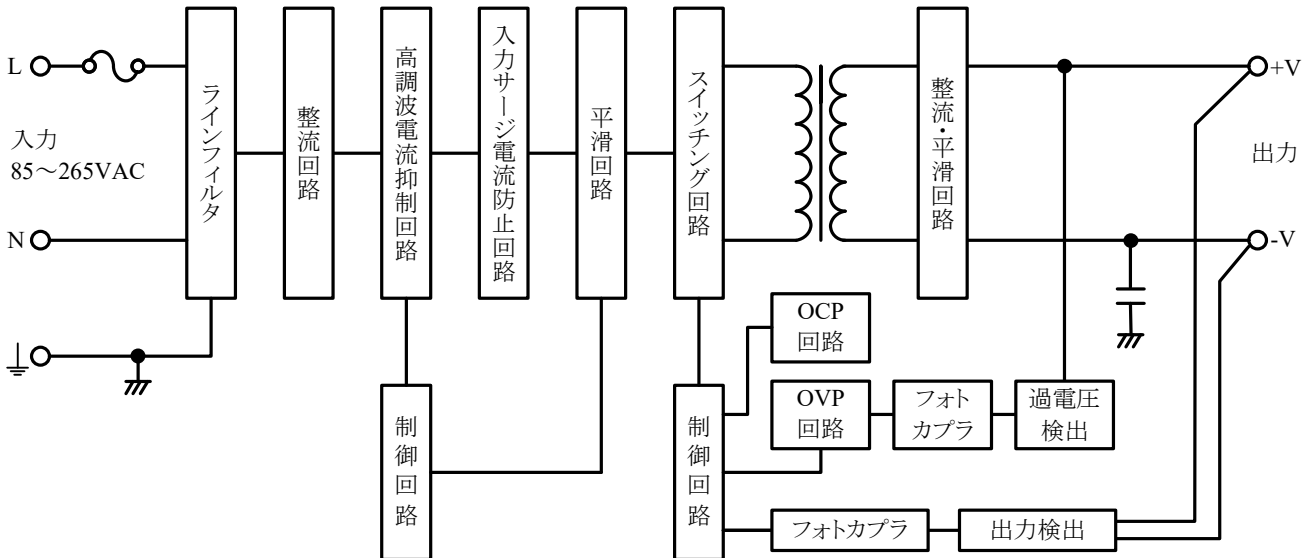 L
入力
85～265VAC
N
ラインフィルタ
整流回路
高調波電流抑制回路
入力サージ電流防止回路
平滑回路
スイッチング回路
整流・平滑回路
+V
出力
-V
制御回路
制御回路
OCP
回路
OVP
回路
フォト
カプラ
過電圧
検出
フォトカプラ
出力検出